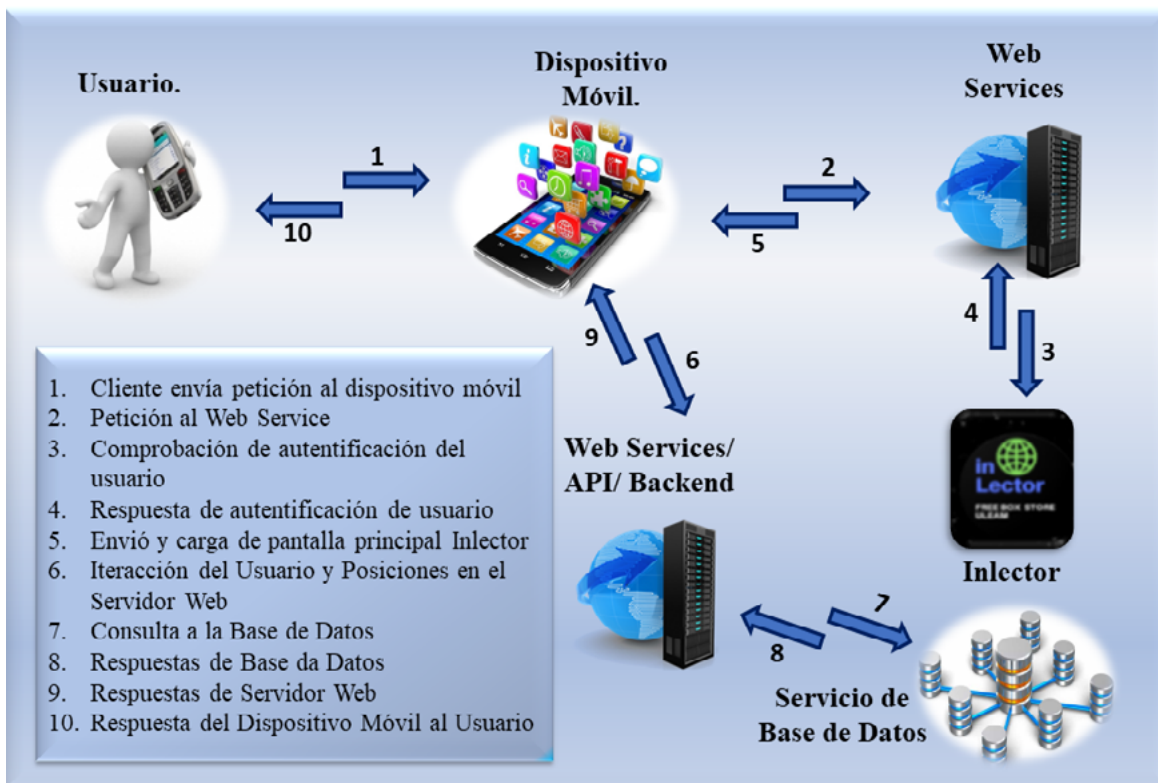 Usuario.
Dispositivo
Móvil.
Web
Services
1
10
2
5
9
6
4
3
1. Cliente envía petición al dispositivo móvil
2. Petición al Web Service
3. Comprobación de autentificación del
usuario
4. Respuesta de autentificación de usuario
5. Envió y carga de pantalla principal Inlector
6. Iteracción del Usuario y Posiciones en el
Servidor Web
7. Consulta a la Base de Datos
8. Respuestas de Base da Datos
9. Respuestas de Servidor Web
10. Respuesta del Dispositivo Móvil al Usuario
Web Services/
API/ Backend
in
Lector
FREE BOX STORE
ULEAM
Inlector
7
8
Servicio de
Base de Datos